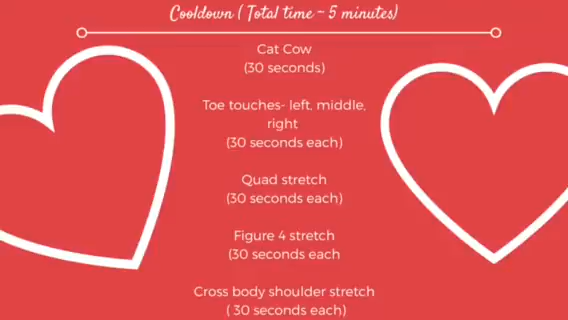 Cooldown ( Total time ~ 5 minutes)
Cat Cow
(30 seconds)
Toe touches- left, middle,
right
(30 seconds each)
Quad stretch
(30 seconds each)
Figure 4 stretch
(30 seconds each
Cross body shoulder stretch
( 30 seconds each)